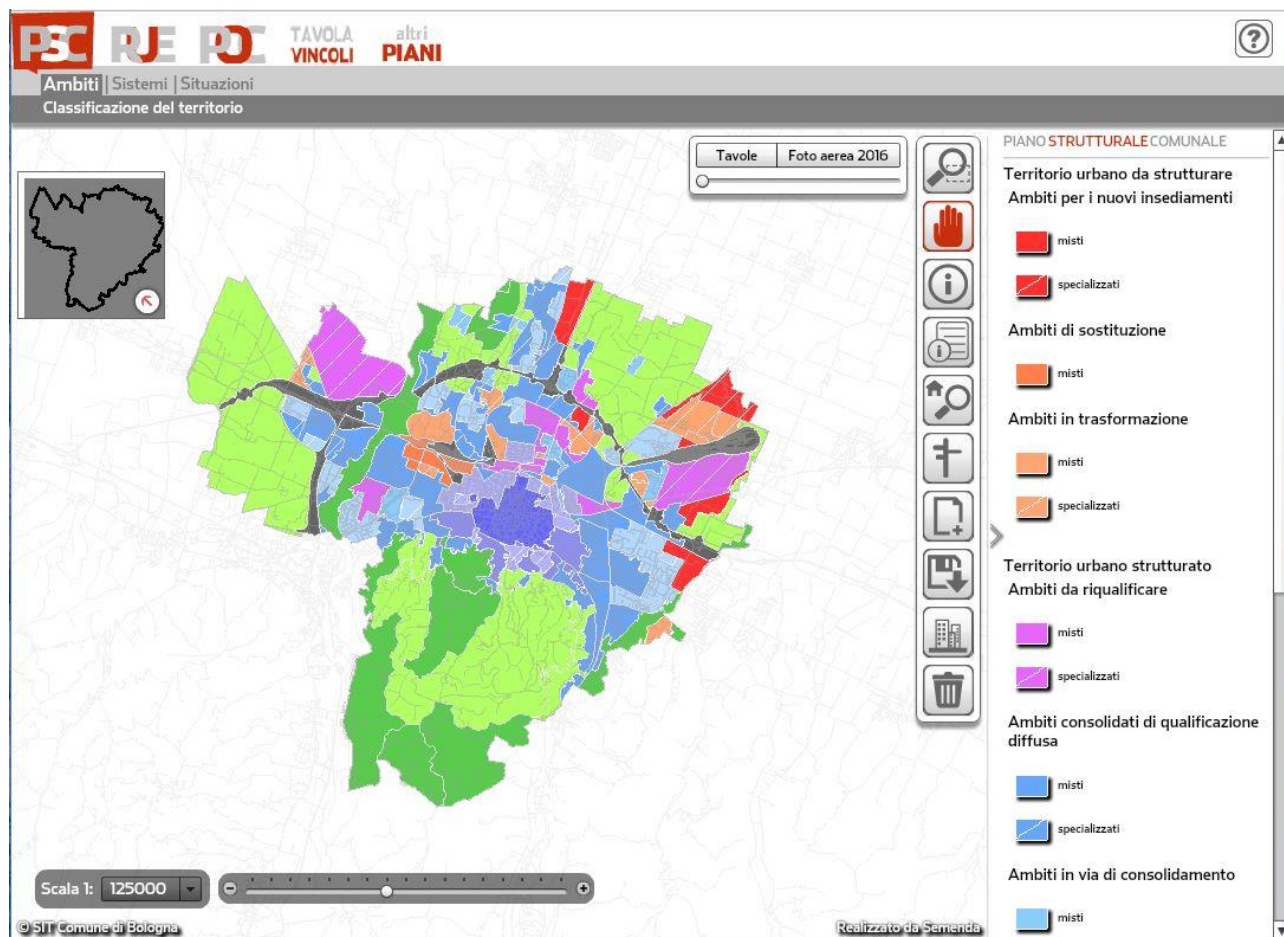 PSC RUE POC TAVOLA VINCOLI altri PIANI
Ambiti | Sistemi | Situazioni
Classificazione del territorio
Tavole Foto aerea 2016
PIANO STRUTTURALE COMUNALE
Territorio urbano da strutturare
Ambiti per i nuovi insediamenti
misti
specializzati
Ambiti di sostituzione
misti
Ambiti in trasformazione
misti
specializzati
Territorio urbano strutturato
Ambiti da riqualificare
misti
specializzati
Ambiti consolidati di qualificazione
diffusa
misti
specializzati
Ambiti in via di consolidamento
misti
Scala 1: 125000
© SIT Comune di Bologna
Realizzato da Semenda